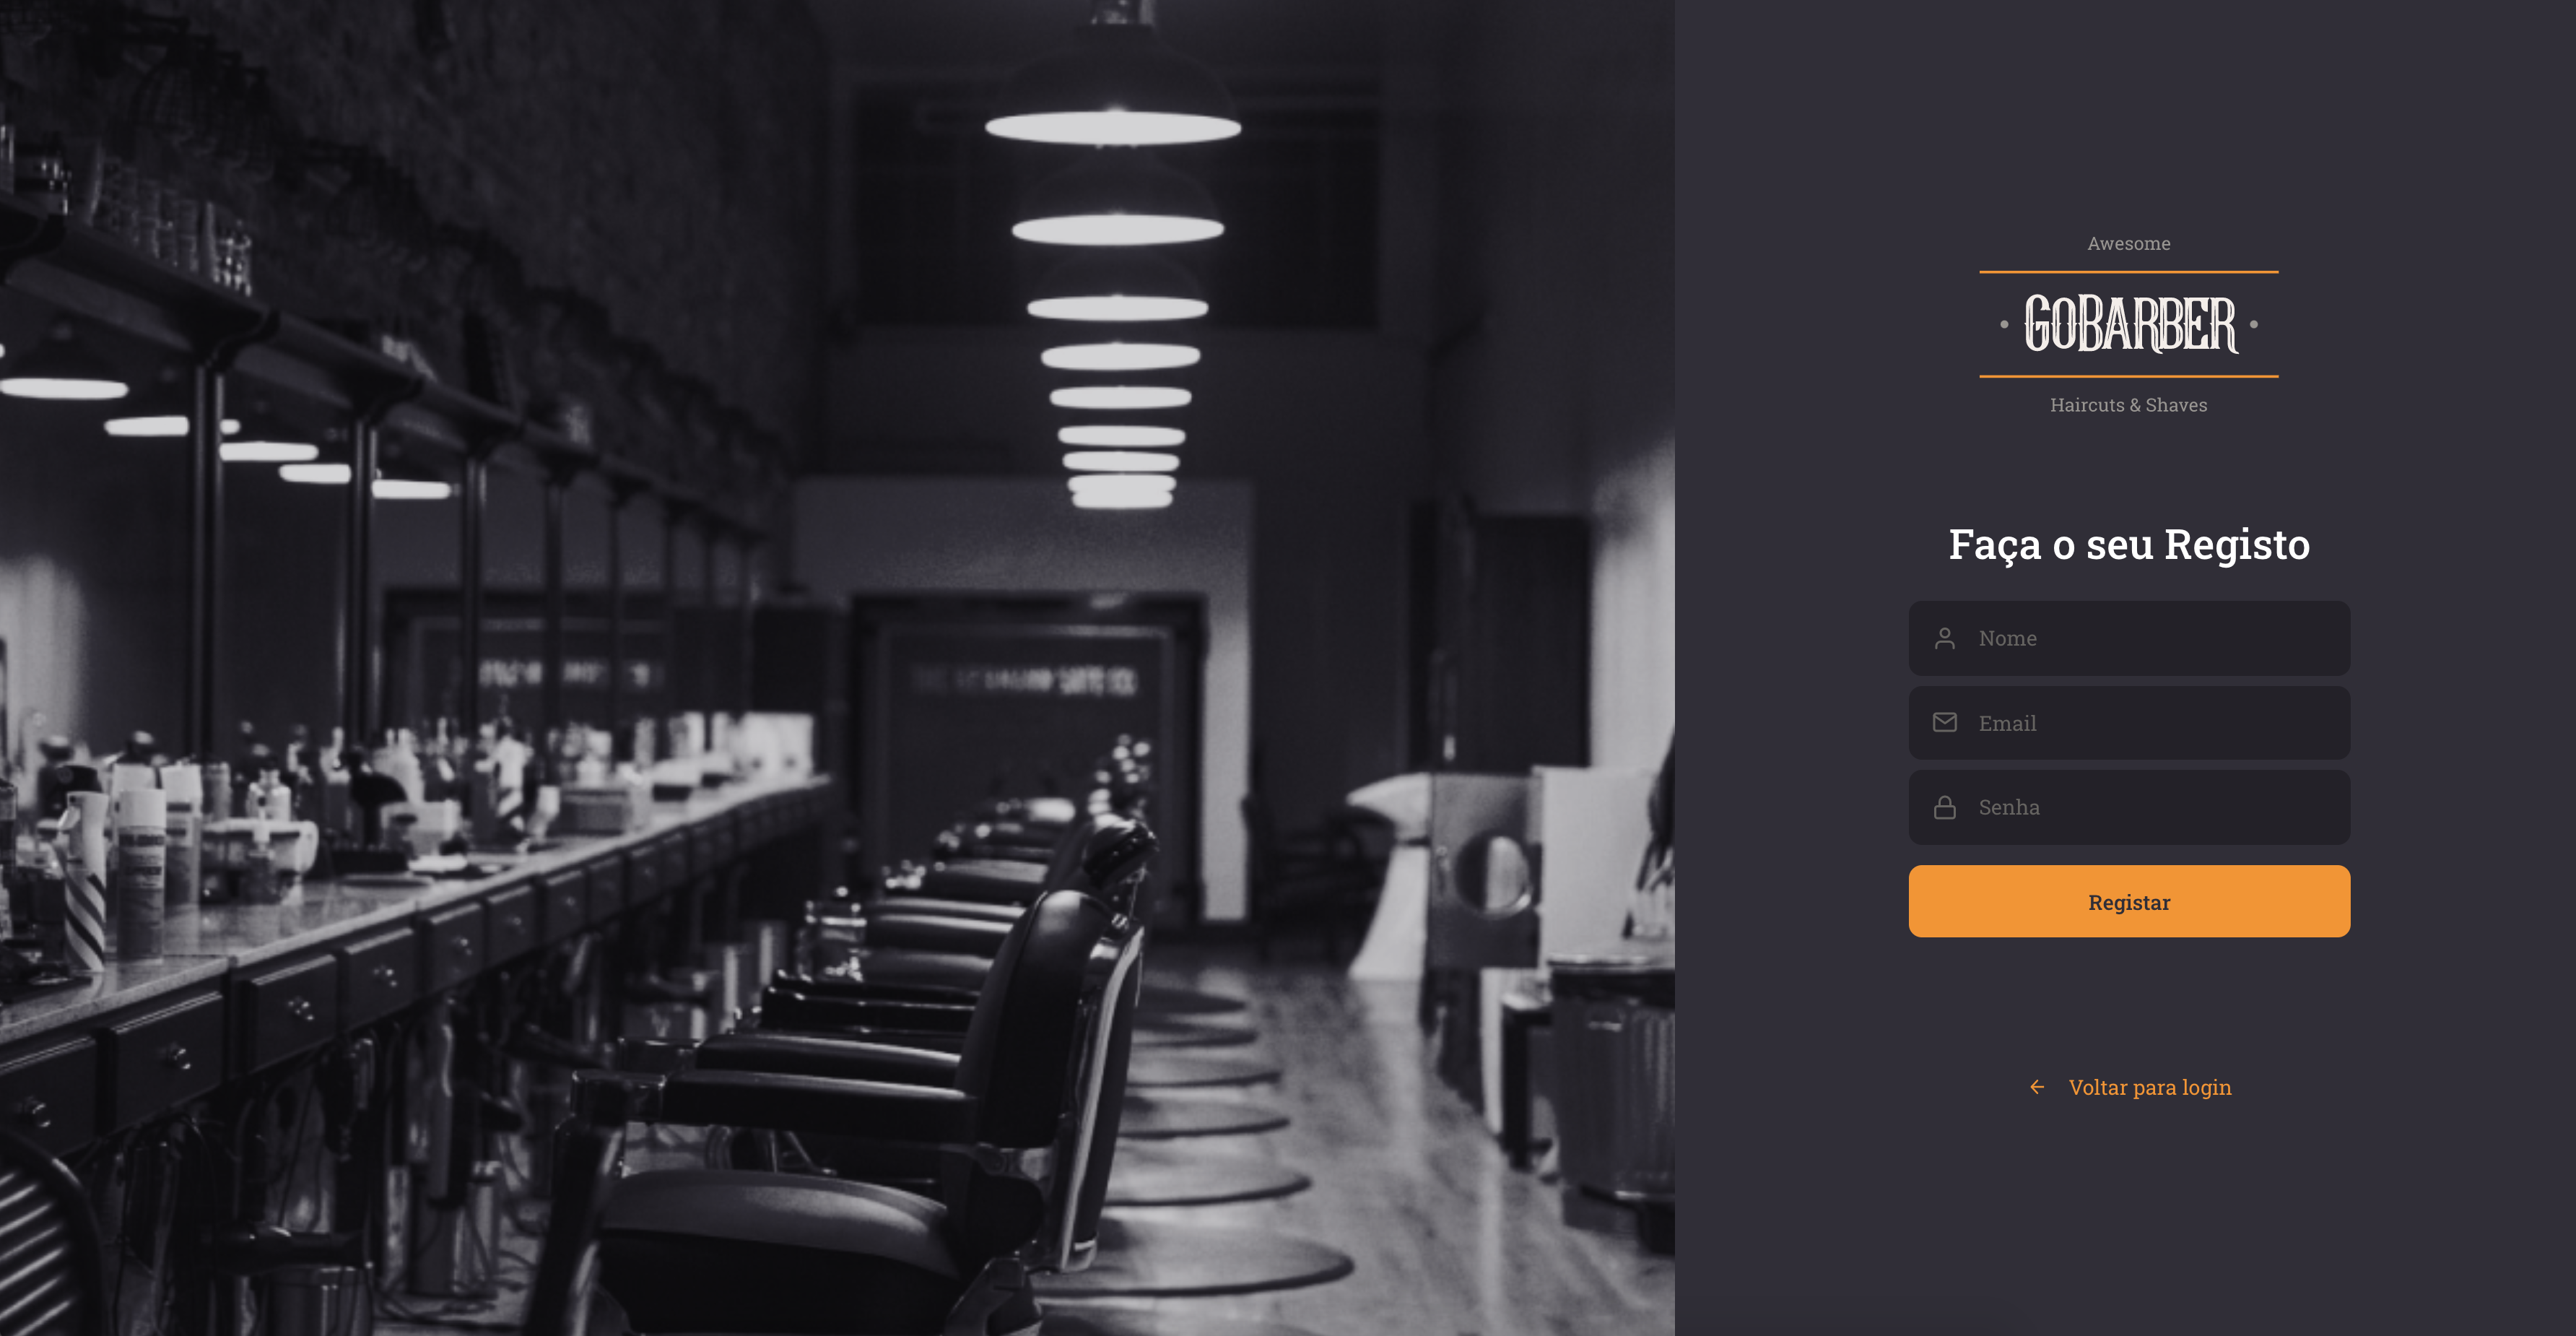 Awesome
GOBARBER
Haircuts & Shaves
Faça o seu Registo
Nome
Email
Senha
Registar
Voltar para login